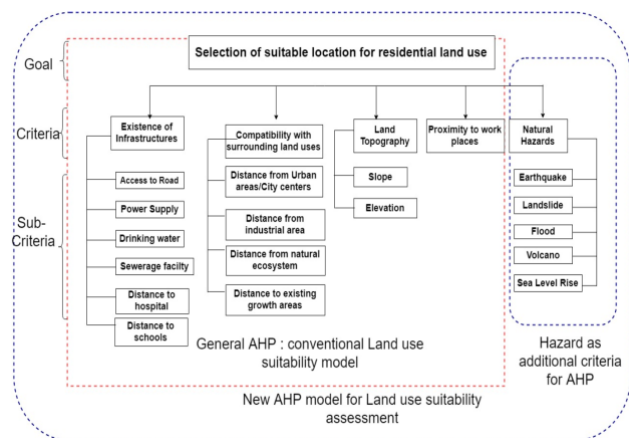 Goal
Selection of suitable location for residential land use
Criteria
Existence of
Infrastructures
Compatibility with
surrounding land uses
Land
Topography
Proximity to work
places
Natural
Hazards
Sub-
Criteria
Access to Road
Power Supply
Drinking water
Sewerage facilty
Distance to
hospital
Distance to
schools
Distance from Urban
areas/City centers
Distance from
industrial area
Distance from natural
ecosystem
Distance to existing
growth areas
Slope
Elevation
Earthquake
Landslide
Flood
Volcano
Sea Level Rise
General AHP : conventional Land use
suitability model
Hazard as
additional criteria
for AHP
New AHP model for Land use suitability
assessment